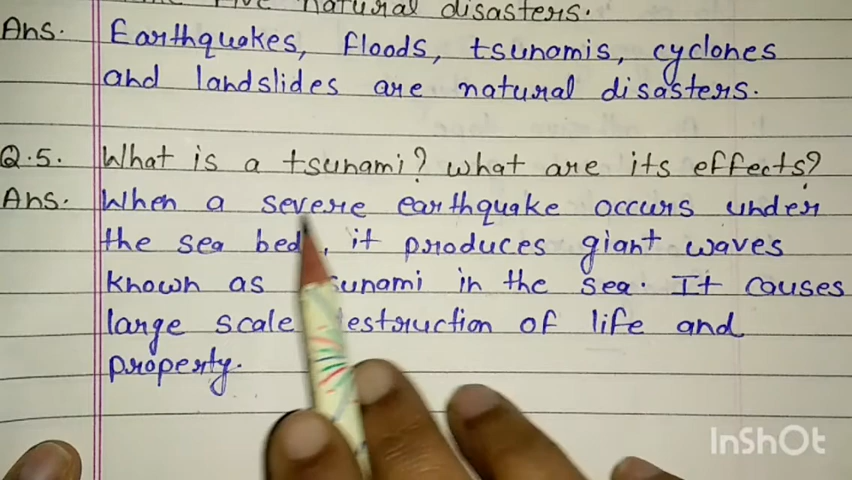 natural disasters.
Ans. Earthquakes, floods, tsunamis, cyclones
and landslides are natural disasters.
Q.5. What is a tsunami? what are its effects?
Ans. When a severe earthquake occurs under
the sea bed, it produces giant waves
known as sunami in the sea. It causes
large scale estruction of life and
property.
InShOt